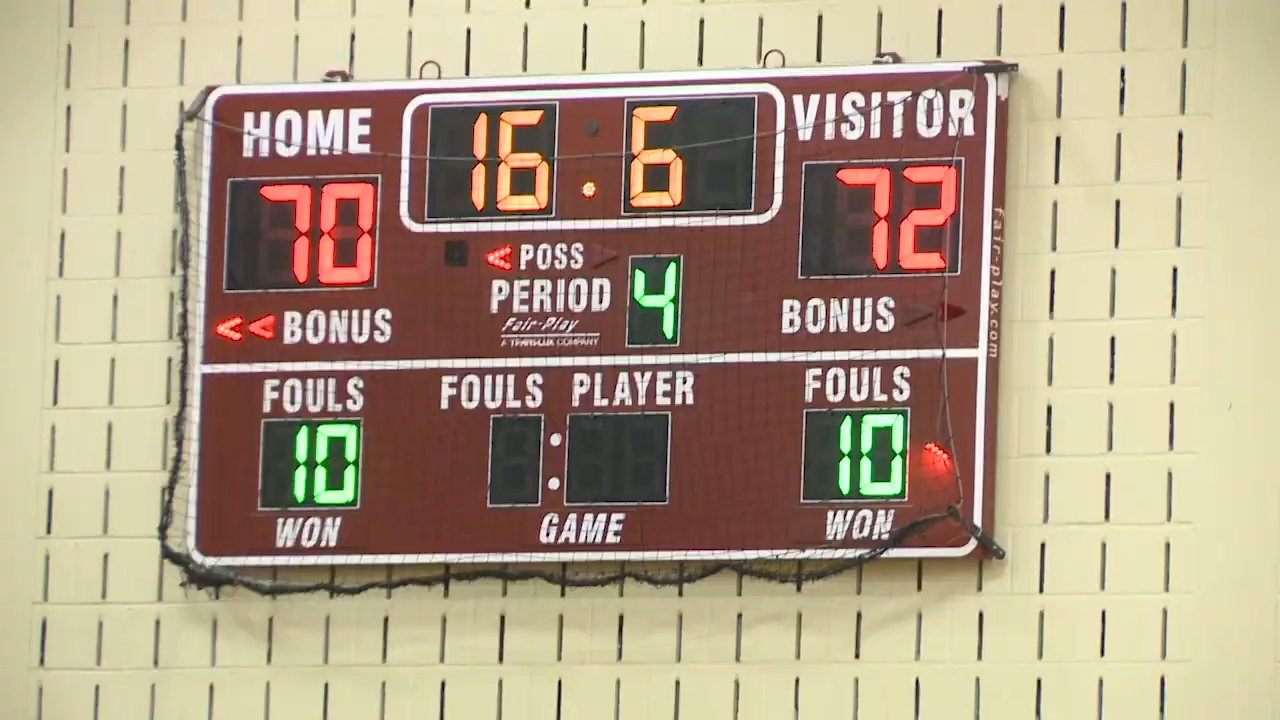 HOME 16.6 VISITOR
70 72
POSS
PERIOD 4
BONUS BONUS
Fair-Play
A TRANS-LUX COMPANY
fair-play.com
FOULS FOULS PLAYER FOULS
10 : 10
WON GAME WON